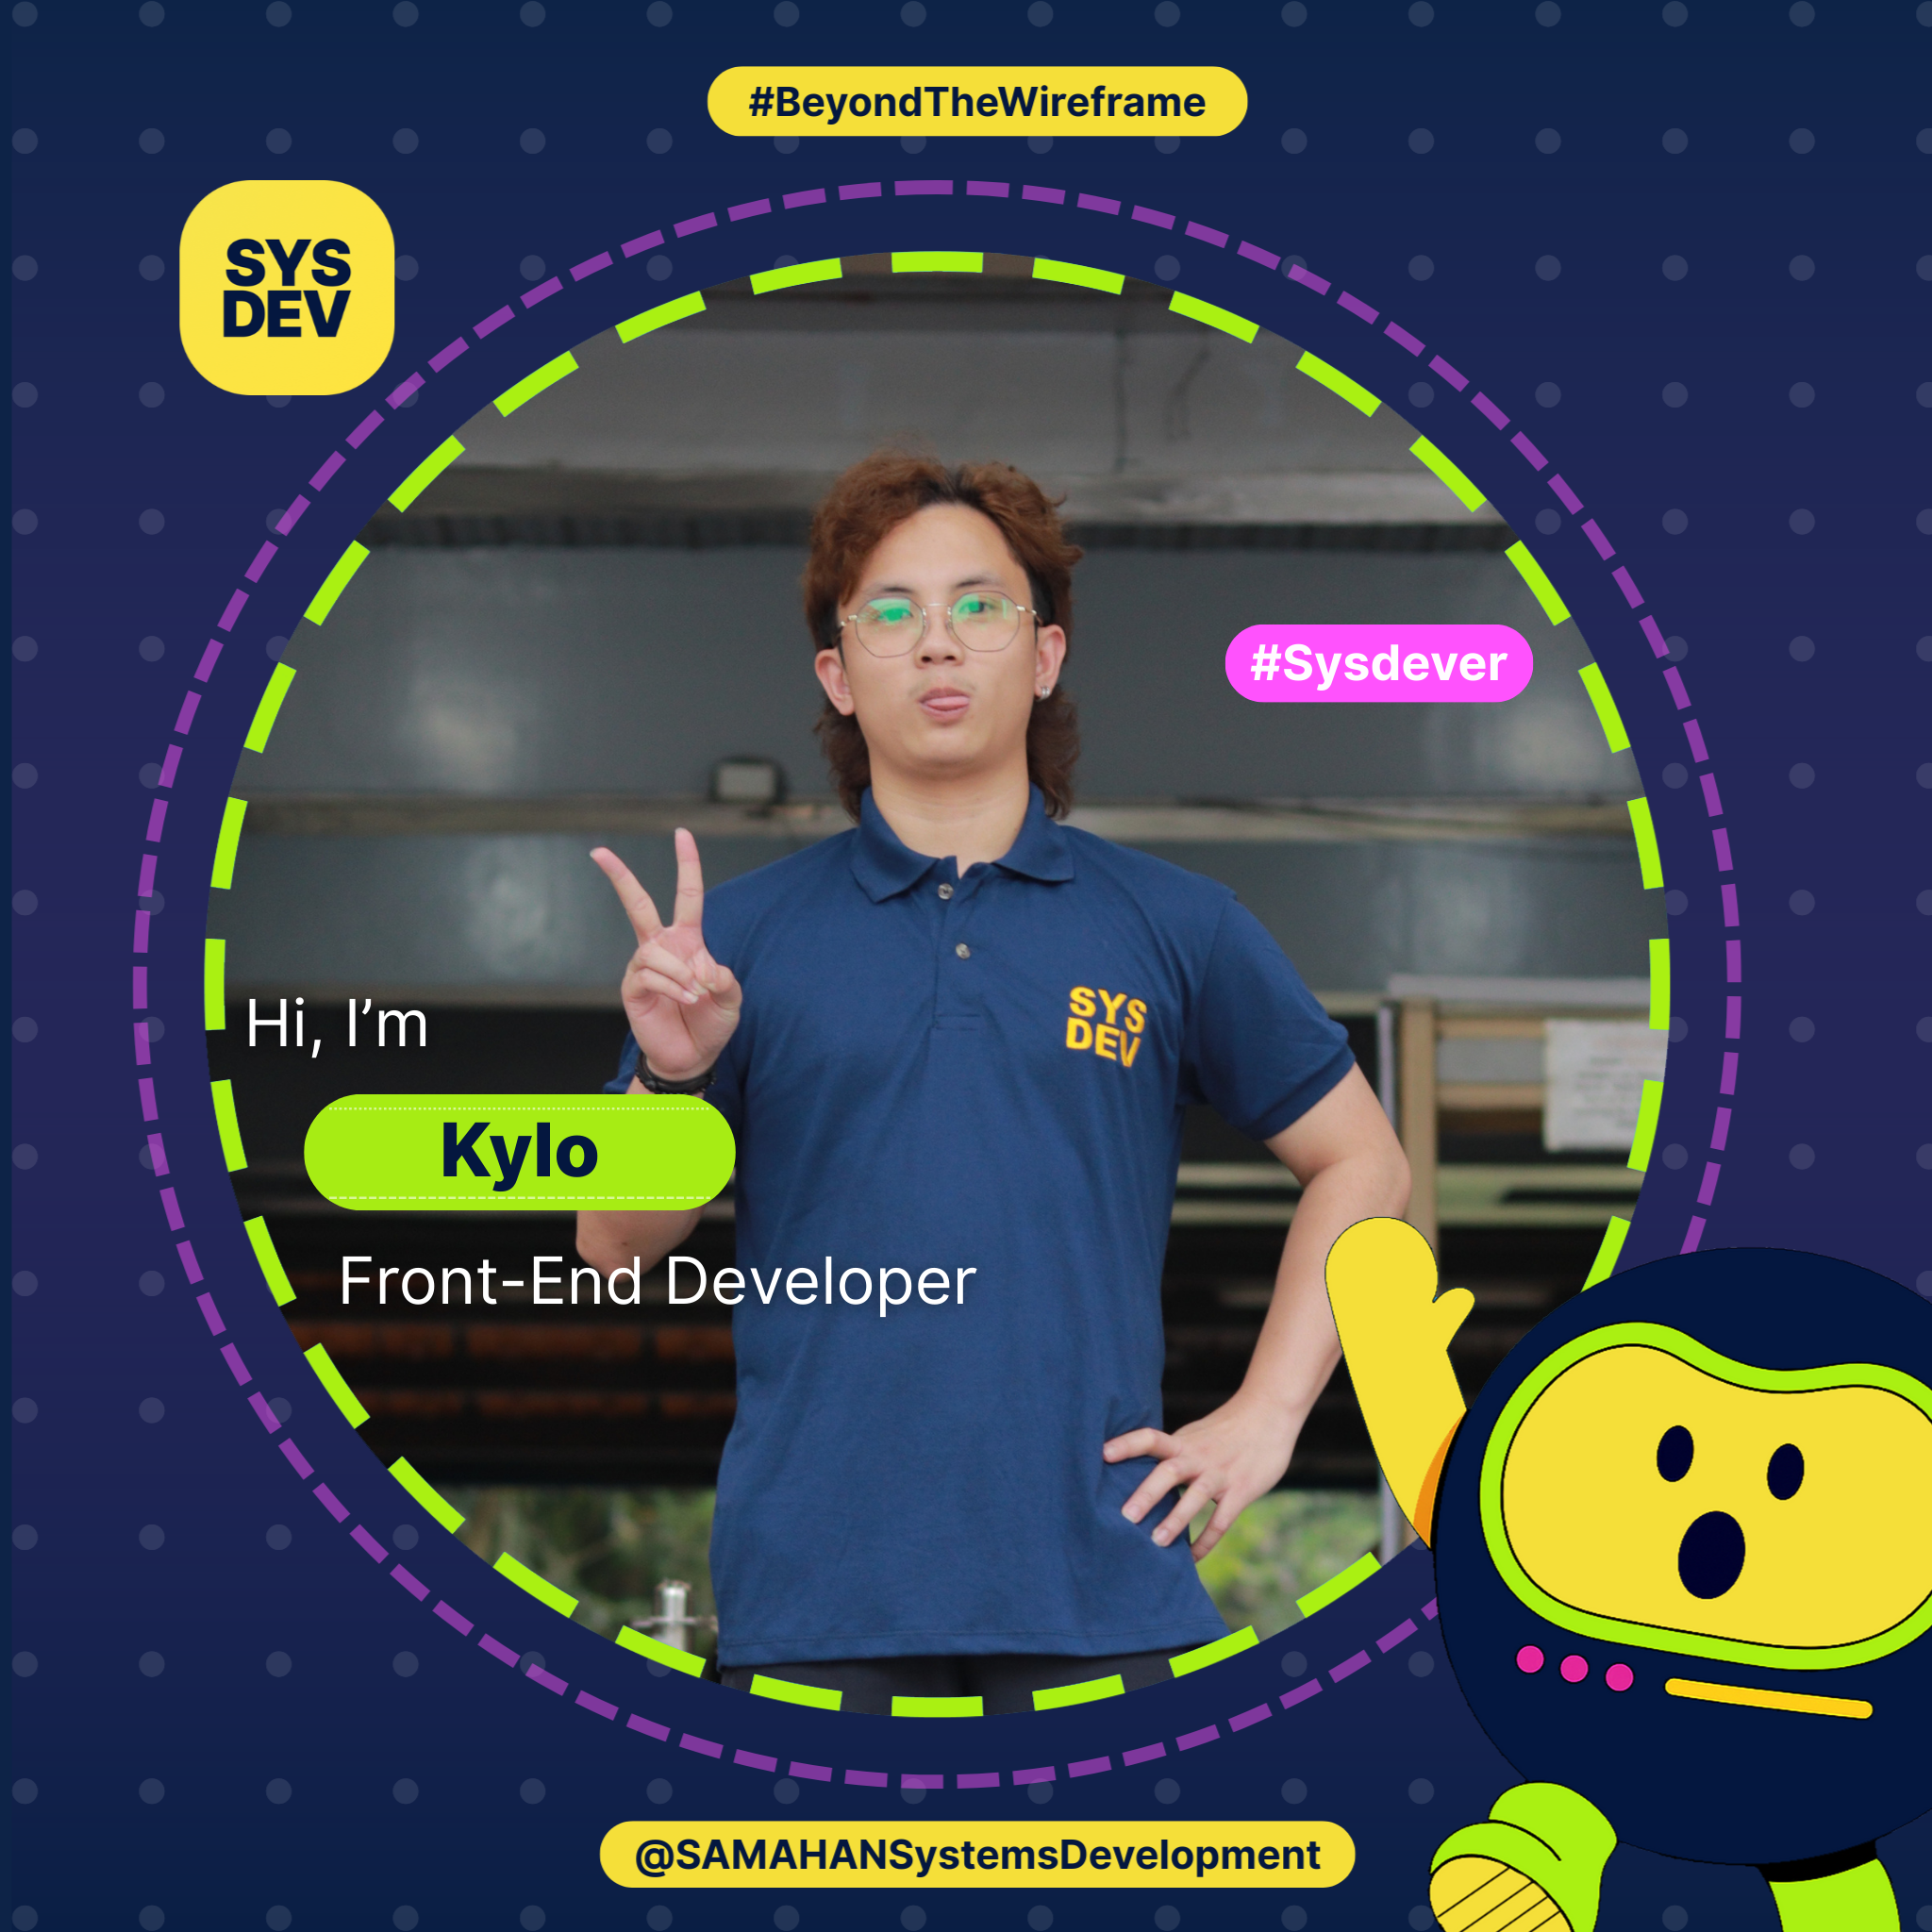 #BeyondTheWireframe
SYS
DEV
#Sysdever
SYS
DEV
Hi, I’m
Kylo
Front-End Developer
@SAMAHANSystemsDevelopment